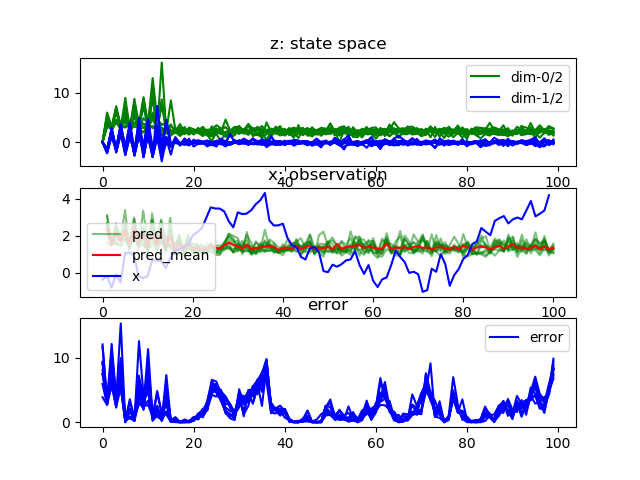 z: state space
10
0
dim-0/2
dim-1/2
0 20 40 60 80 100
x: observation
4
2
0
pred
pred_mean
x
0 20 40 60 80 100
error
10
0
error
0 20 40 60 80 100